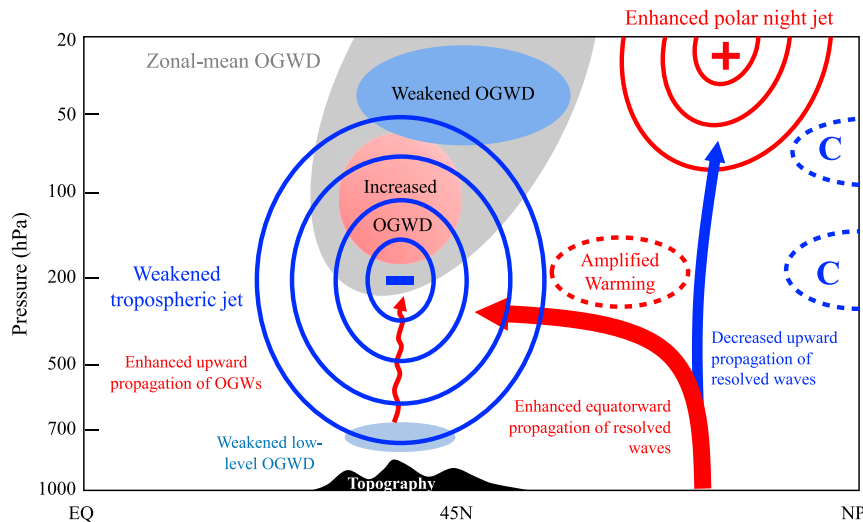 Enhanced polar night jet
20
Zonal-mean OGWD
+
Weakened OGWD
50
C
Pressure (hPa)
100
Increased
OGWD
Weakened
tropospheric jet
200
Amplified
Warming
C
Enhanced upward
propagation of OGWs
500
Decreased upward
propagation of
resolved waves
Enhanced equatorward
propagation of resolved
waves
700
Weakened low-
level OGWD
Topography
1000
EQ
45N
NP